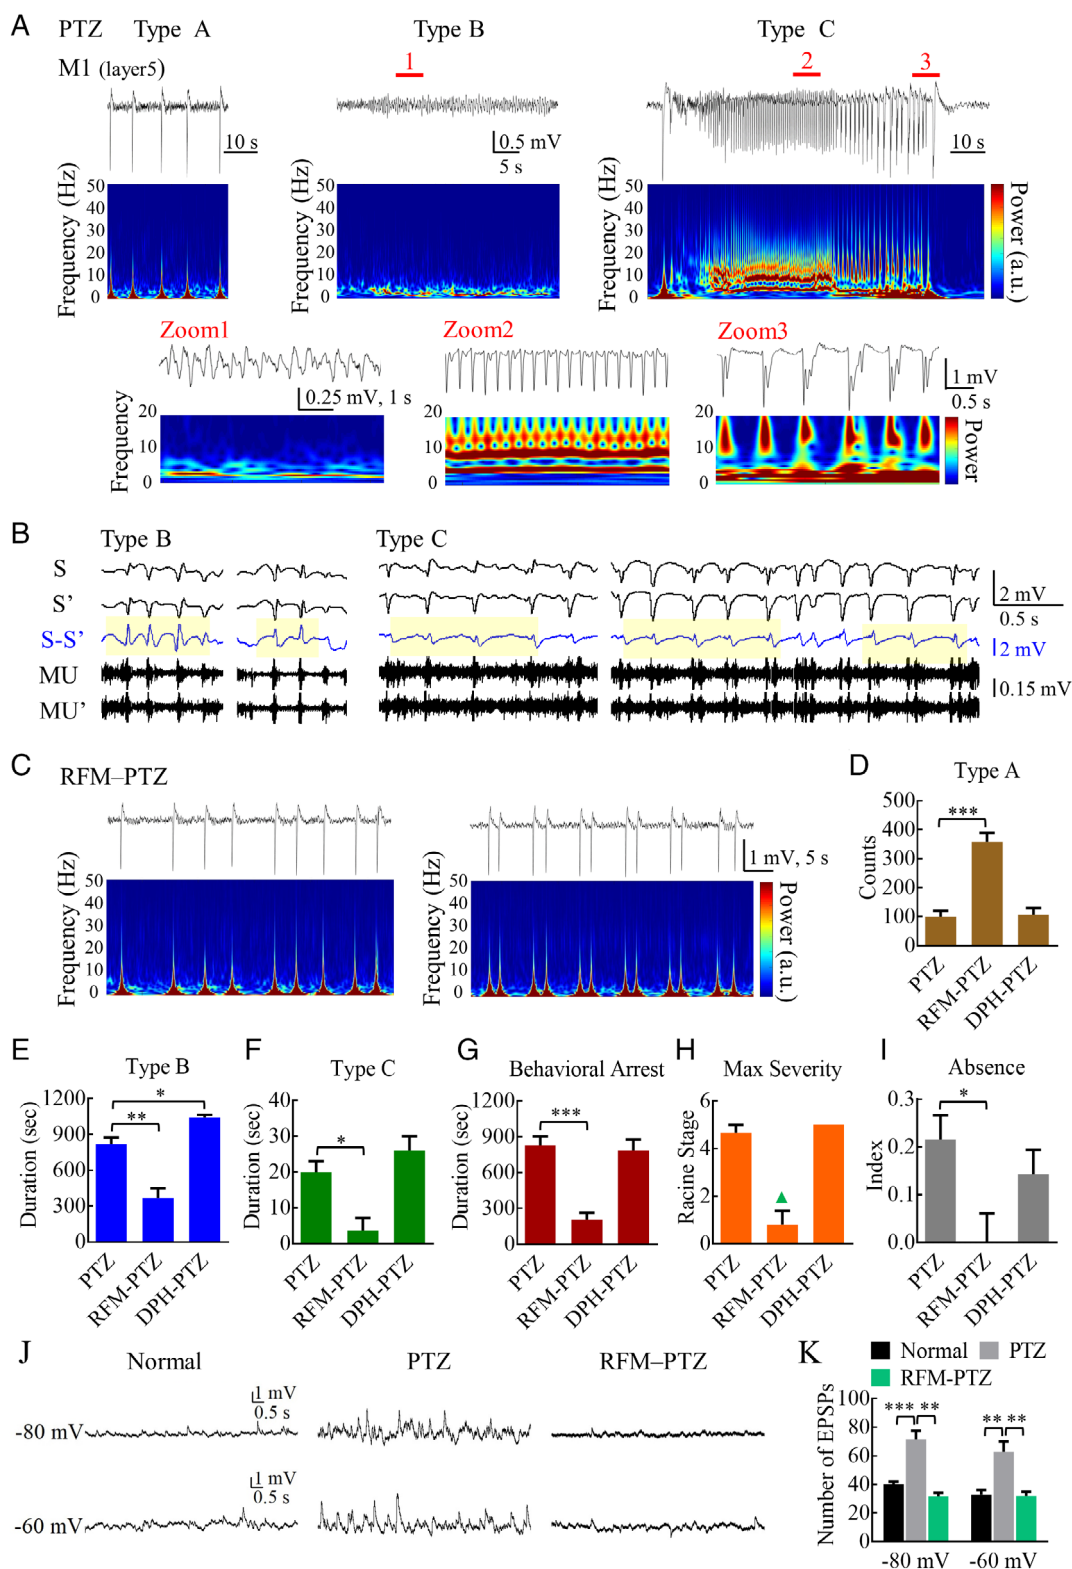 A
PTZ Type A Type B Type C
M1 (layer5)
1 2 3
10 s
0.5 mV
5 s
10 s
Frequency (Hz)
50
40
30
20
10
0
Frequency (Hz)
50
40
30
20
10
0
Frequency (Hz)
50
40
30
20
10
0
Power (a.u.)
Zoom1 Zoom2 Zoom3
0.25 mV, 1 s
1 mV
0.5 s
Frequency
20
10
0
20
10
0
20
10
0
Power
B
Type B Type C
S
S'
S-S'
MU
MU'
2 mV
0.5 s
2 mV
0.15 mV
C
RFM–PTZ
1 mV, 5 s
Frequency (Hz)
50
40
30
20
10
0
Frequency (Hz)
50
40
30
20
10
0
Power (a.u.)
D
Type A
Counts
500
400
300
200
100
0
***
PTZ
RFM-PTZ
DPH-PTZ
E
Type B
Duration (sec)
1200
900
600
300
0
*
**
PTZ
RFM-PTZ
DPH-PTZ
F
Type C
Duration (sec)
40
30
20
10
0
*
PTZ
RFM-PTZ
DPH-PTZ
G
Behavioral Arrest
Duration (sec)
1200
900
600
300
0
***
PTZ
RFM-PTZ
DPH-PTZ
H
Max Severity
Racine Stage
6
4
2
0
PTZ
RFM-PTZ
DPH-PTZ
I
Absence
Index
0.3
0.2
0.1
0.0
*
PTZ
RFM-PTZ
DPH-PTZ
J
Normal PTZ RFM–PTZ
1 mV
0.5 s
-80 mV
1 mV
0.5 s
-60 mV
K
Normal PTZ
RFM-PTZ
Number of EPSPs
100
80
60
40
20
0
*** ** ** **
-80 mV -60 mV